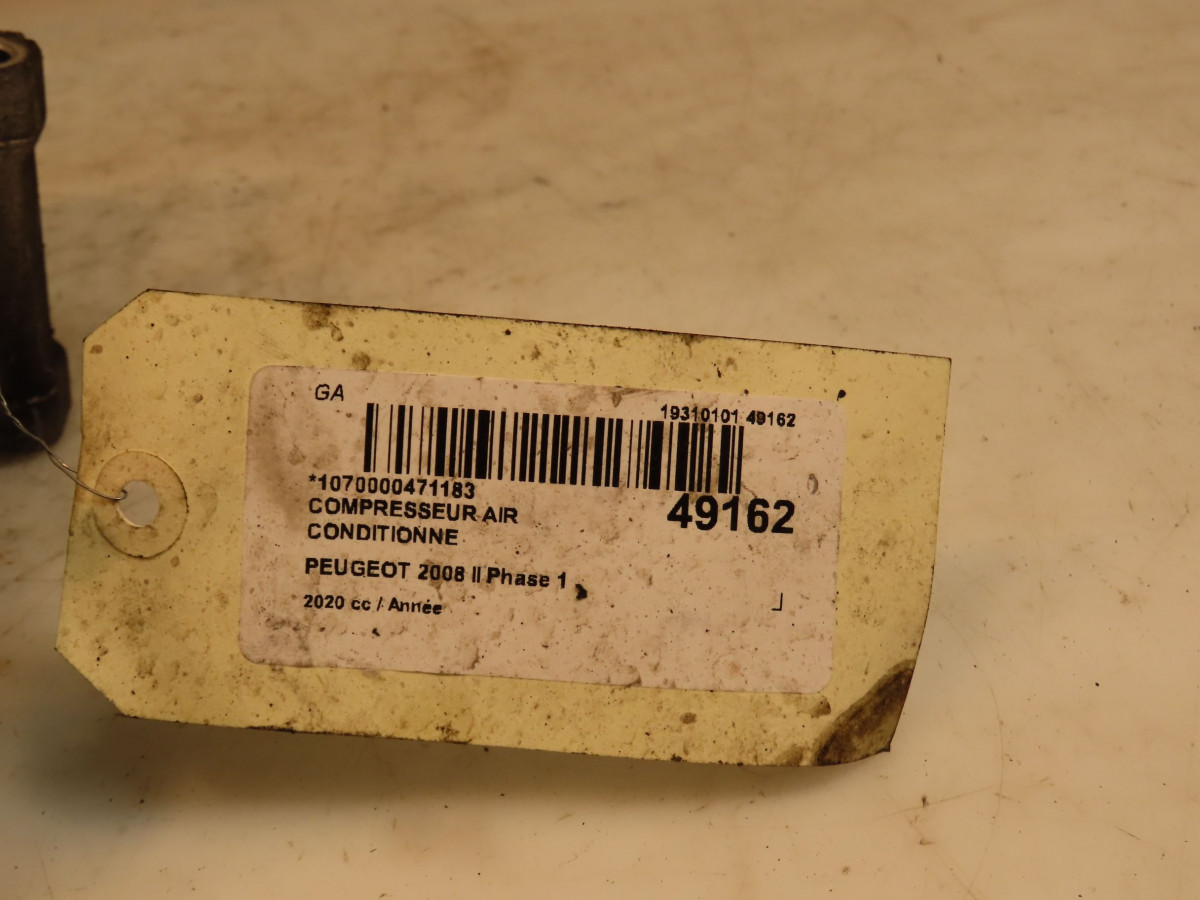 GA
19310101 49162
*1070000471183
49162
COMPRESSEUR AIR
CONDITIONNE
PEUGEOT 2008 II Phase 1
2020 cc / Année